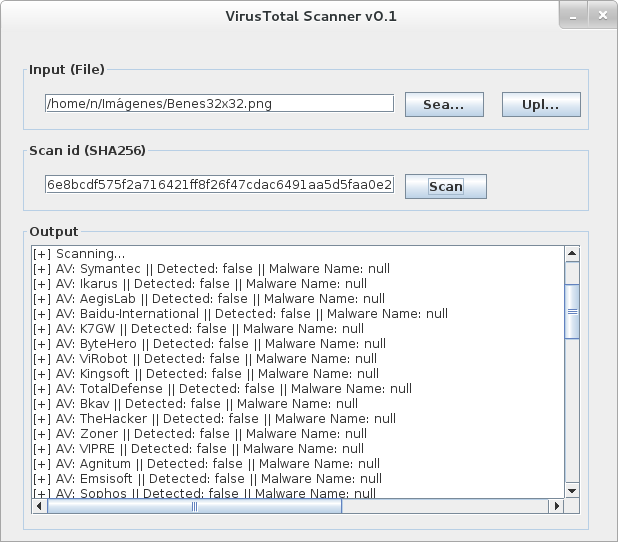 VirusTotal Scanner v0.1
Input (File)
/home/n/Imágenes/Benes32x32.png
Sea...
Upl...
Scan id (SHA256)
6e8bcdf575f2a716421ff8f26f47cdac6491aa5d5faa0e2
Scan
Output
[+] Scanning...
[+] AV: Symantec || Detected: false || Malware Name: null
[+] AV: Ikarus || Detected: false || Malware Name: null
[+] AV: AegisLab || Detected: false || Malware Name: null
[+] AV: Baidu-International || Detected: false || Malware Name: null
[+] AV: K7GW || Detected: false || Malware Name: null
[+] AV: ByteHero || Detected: false || Malware Name: null
[+] AV: ViRobot || Detected: false || Malware Name: null
[+] AV: Kingsoft || Detected: false || Malware Name: null
[+] AV: TotalDefense || Detected: false || Malware Name: null
[+] AV: Bkav || Detected: false || Malware Name: null
[+] AV: TheHacker || Detected: false || Malware Name: null
[+] AV: Zoner || Detected: false || Malware Name: null
[+] AV: VIPRE || Detected: false || Malware Name: null
[+] AV: Agnitum || Detected: false || Malware Name: null
[+] AV: Emsisoft || Detected: false || Malware Name: null
[+] AV: Sophos || Detected: false || Malware Name: null